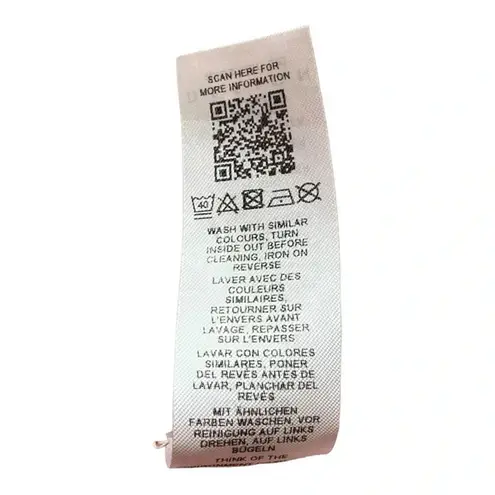 SCAN HERE FOR
MORE INFORMATION
40
WASH WITH SIMILAR
COLOURS, TURN
INSIDE OUT BEFORE
CLEANING, IRON ON
REVERSE
LAVER AVEC DES
COULEURS
SIMILAIRES,
RETOURNER SUR
L'ENVERS AVANT
LAVAGE, REPASSER
SUR L'ENVERS
LAVAR CON COLORES
SIMILARES, PONER
DEL REVÉS ANTES DE
LAVAR, PLANCHAR DEL
REVÉS
MIT ÄHNLICHEN
FARBEN WASCHEN, VOR
REINIGUNG AUF LINKS
DREHEN, AUF LINKS
BÜGELN
THINK OF THE